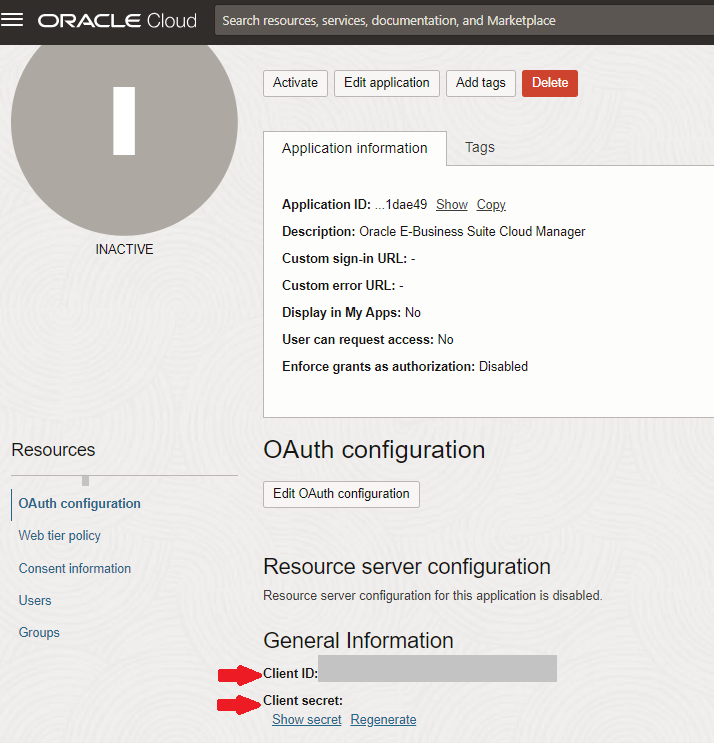 ORACLE Cloud
Search resources, services, documentation, and Marketplace
I
INACTIVE
Activate
Edit application
Add tags
Delete
Application information
Tags
Application ID: ...1dae49 Show Copy
Description: Oracle E-Business Suite Cloud Manager
Custom sign-in URL: -
Custom error URL: -
Display in My Apps: No
User can request access: No
Enforce grants as authorization: Disabled
Resources
OAuth configuration
Web tier policy
Consent information
Users
Groups
OAuth configuration
Edit OAuth configuration
Resource server configuration
Resource server configuration for this application is disabled.
General Information
Client ID:
Client secret:
Show secret Regenerate